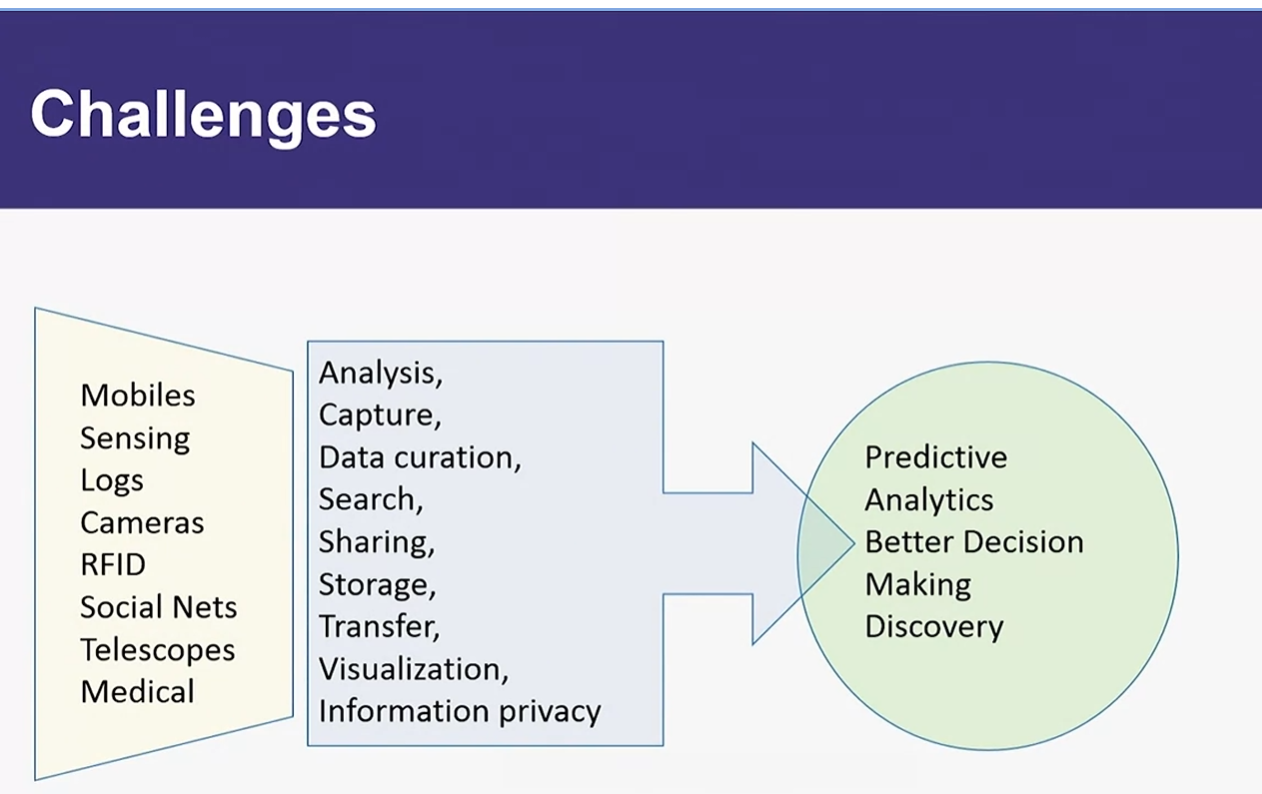 Challenges
Mobiles
Sensing
Logs
Cameras
RFID
Social Nets
Telescopes
Medical
Analysis,
Capture,
Data curation,
Search,
Sharing,
Storage,
Transfer,
Visualization,
Information privacy
Predictive
Analytics
Better Decision
Making
Discovery